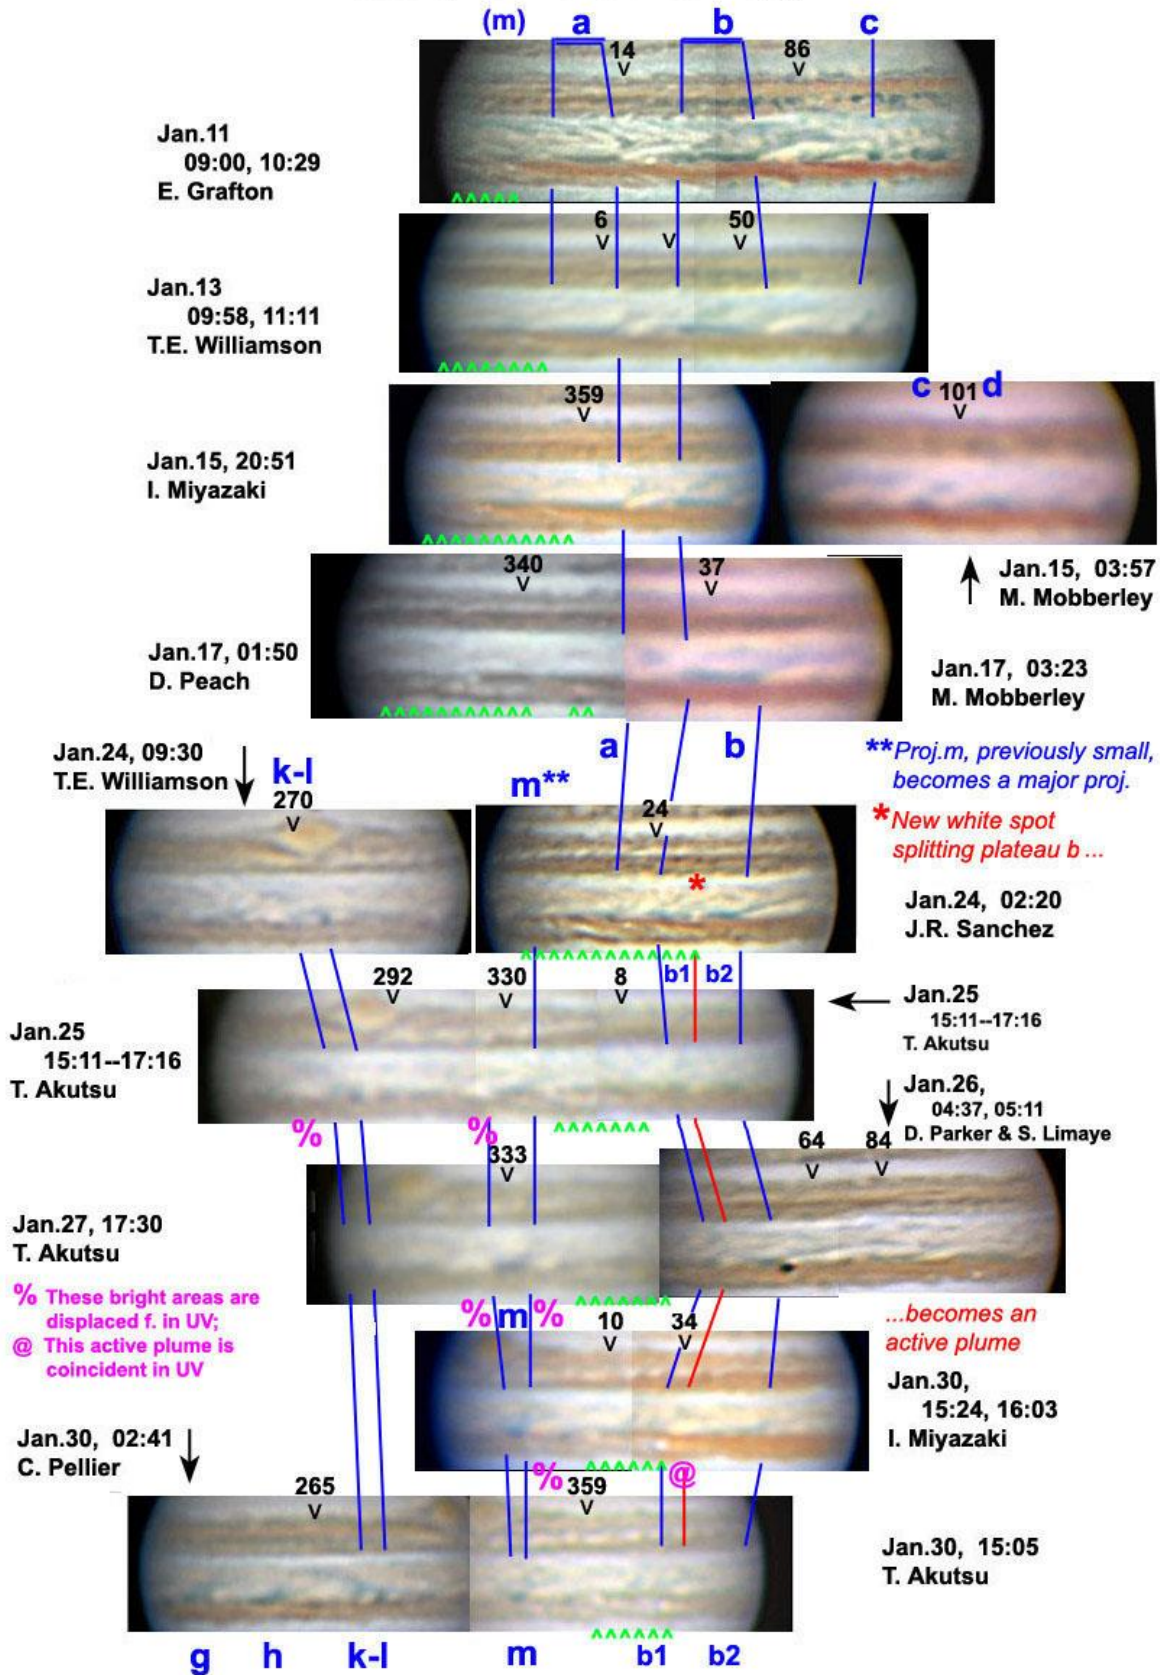 (m) a b c
14 86
V V
Jan.11
09:00, 10:29
E. Grafton
^^^^^
6 50
V V V
Jan.13
09:58, 11:11
T.E. Williamson
^^^^^^^^
359 c 101 d
V V
Jan.15, 20:51
I. Miyazaki
^^^^^^^^^^^
340 37
V V
Jan.15, 03:57
M. Mobberley
Jan.17, 01:50
D. Peach
Jan.17, 03:23
M. Mobberley
^^^^^^^^^^^ ^^
a b
Jan.24, 09:30
T.E. Williamson
k-l
270
V
m**
24
V
**Proj.m, previously small,
becomes a major proj.
*New white spot
splitting plateau b ...
*
Jan.24, 02:20
J.R. Sanchez
^^^^^^^^^^^^^
b1 b2
292 330 8
V V V
Jan.25
15:11--17:16
T. Akutsu
Jan.25
15:11--17:16
T. Akutsu
Jan.26,
04:37, 05:11
D. Parker & S. Limaye
% % ^^^^^^^
333 64 84
V V V
Jan.27, 17:30
T. Akutsu
% These bright areas are
displaced f. in UV;
@ This active plume is
coincident in UV
% m % ^^^^^^^
10 34
V V
...becomes an
active plume
Jan.30,
15:24, 16:03
I. Miyazaki
Jan.30, 02:41
C. Pellier
% ^^^^^^ @
265 359
V V
Jan.30, 15:05
T. Akutsu
^^^^^^
g h k-l m b1 b2